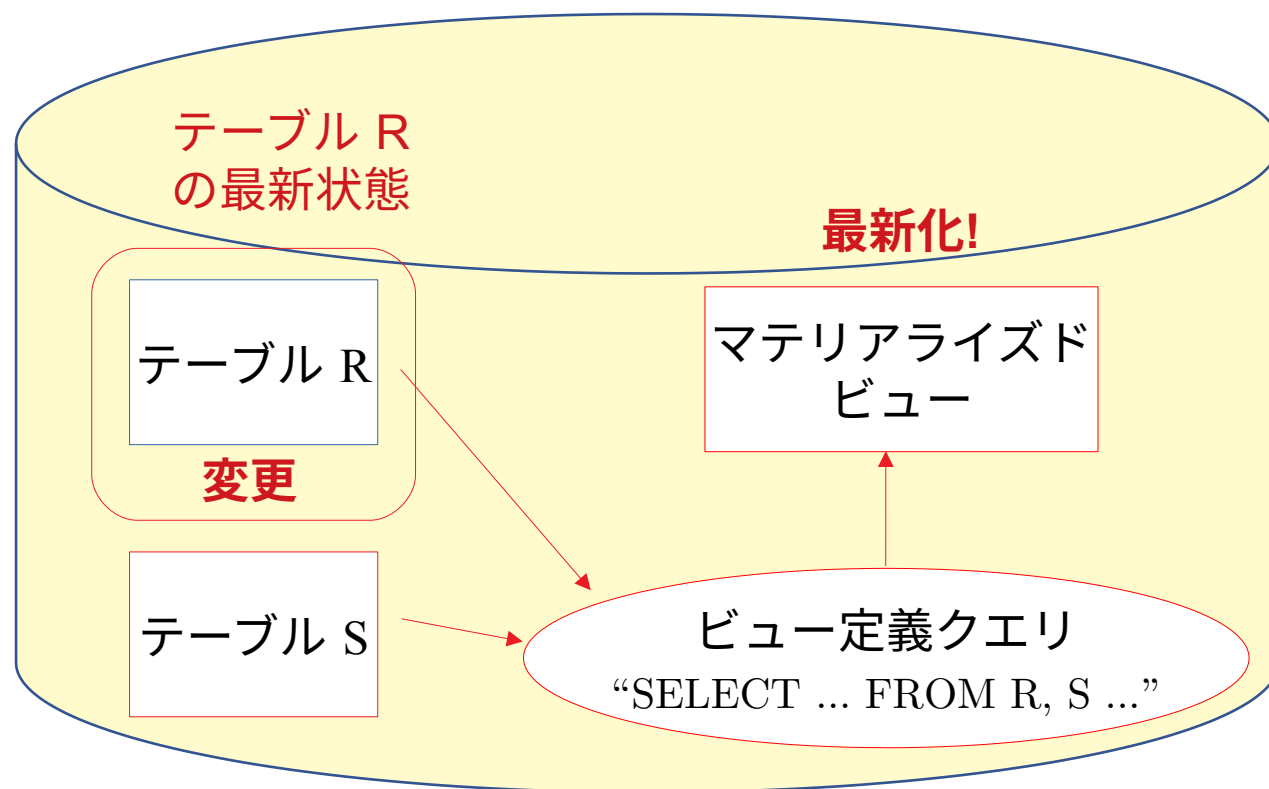 テーブル R
の最新状態
最新化!
テーブル R
マテリアライズド
ビュー
変更
テーブル S
ビュー定義クエリ
“SELECT ... FROM R, S ...”